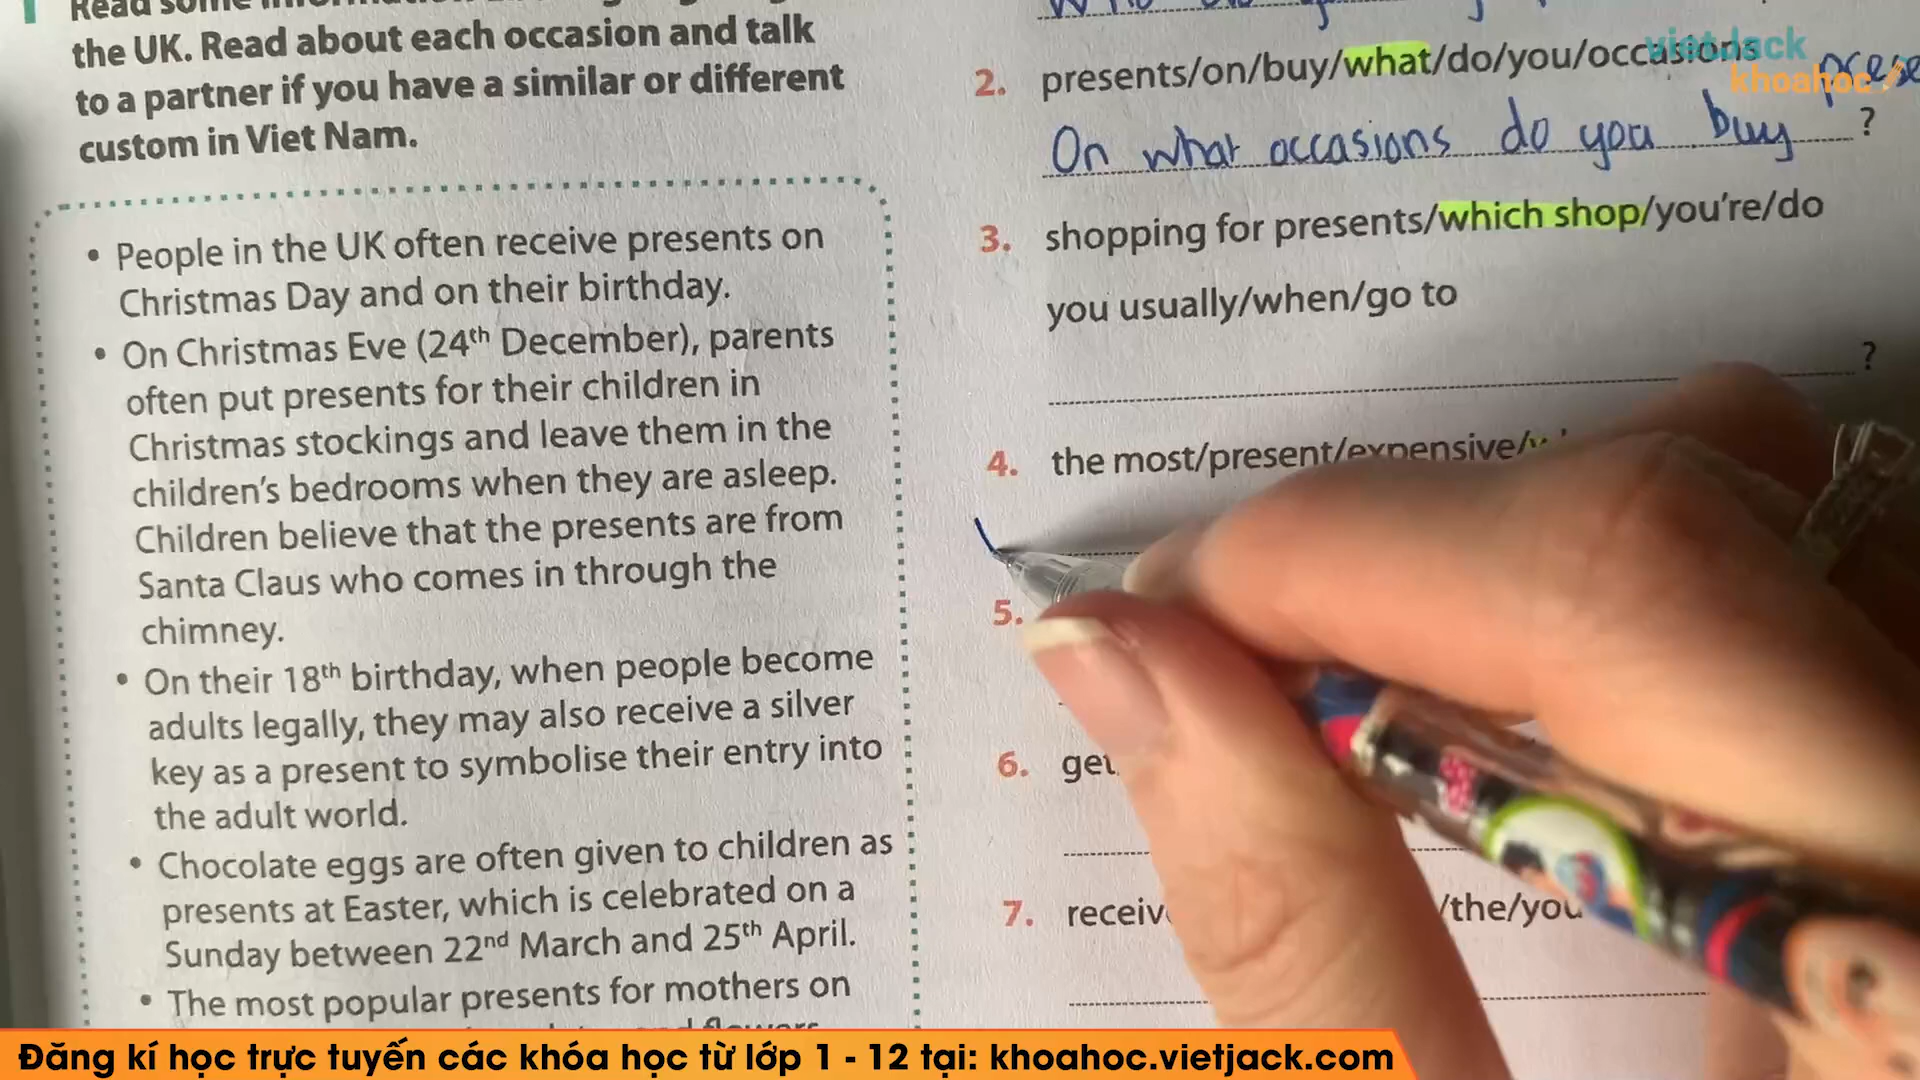 the UK. Read about each occasion and talk
to a partner if you have a similar or different
custom in Viet Nam.
• People in the UK often receive presents on
Christmas Day and on their birthday.
• On Christmas Eve (24th December), parents
often put presents for their children in
Christmas stockings and leave them in the
children's bedrooms when they are asleep.
Children believe that the presents are from
Santa Claus who comes in through the
chimney.
• On their 18th birthday, when people become
adults legally, they may also receive a silver
key as a present to symbolise their entry into
the adult world.
• Chocolate eggs are often given to children as
presents at Easter, which is celebrated on a
Sunday between 22nd March and 25th April.
• The most popular presents for mothers on
2. presents/on/buy/what/do/you/occasions
On what occasions do you buy ?
3. shopping for presents/which shop/you're/do
you usually/when/go to
?
4. the most/present/expensive/
5.
6.
7. /the/you
vietJack
khoahoc
Đăng kí học trực tuyến các khóa học từ lớp 1 - 12 tại: khoahoc.vietjack.com